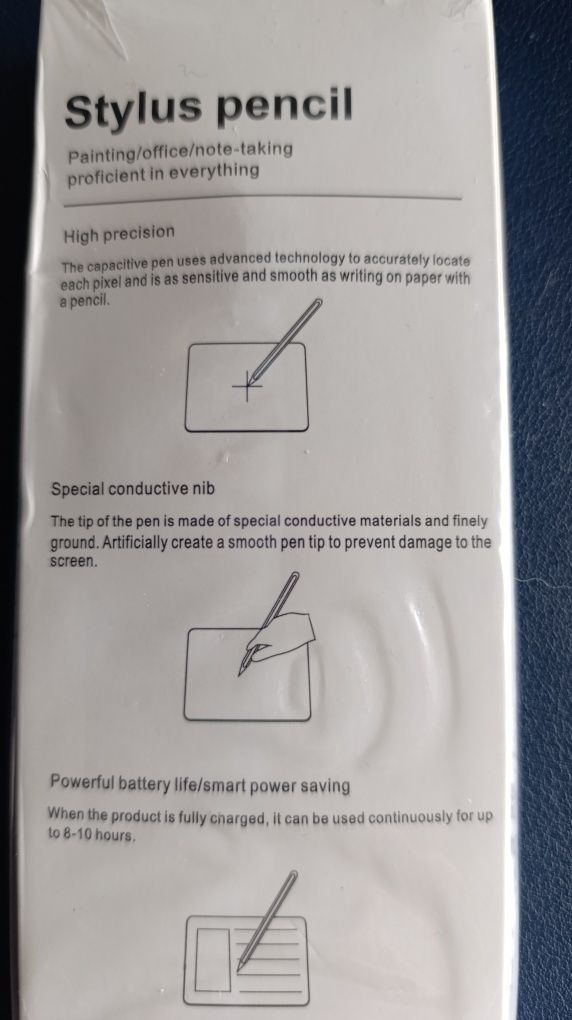 Stylus pencil
Painting/office/note-taking
proficient in everything
High precision
The capacitive pen uses advanced technology to accurately locate
each pixel and is as sensitive and smooth as writing on paper with
a pencil.
Special conductive nib
The tip of the pen is made of special conductive materials and finely
ground. Artificially create a smooth pen tip to prevent damage to the
screen.
Powerful battery life/smart power saving
When the product is fully charged, it can be used continuously for up
to 8-10 hours.